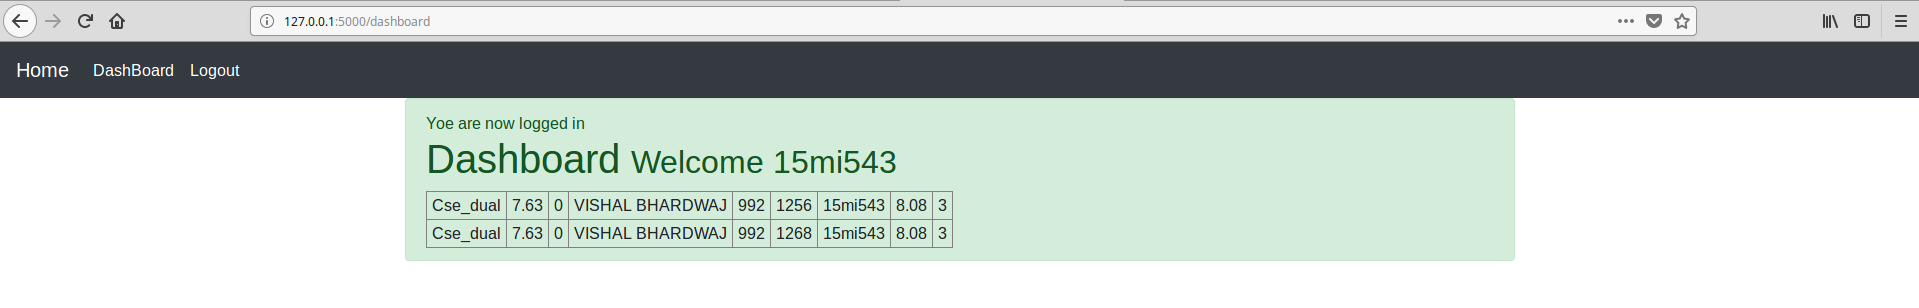 127.0.0.1:5000/dashboard
Home DashBoard Logout
Yoe are now logged in
Dashboard Welcome 15mi543
Cse_dual 7.63 0 VISHAL BHARDWAJ 992 1256 15mi543 8.08 3
Cse_dual 7.63 0 VISHAL BHARDWAJ 992 1268 15mi543 8.08 3